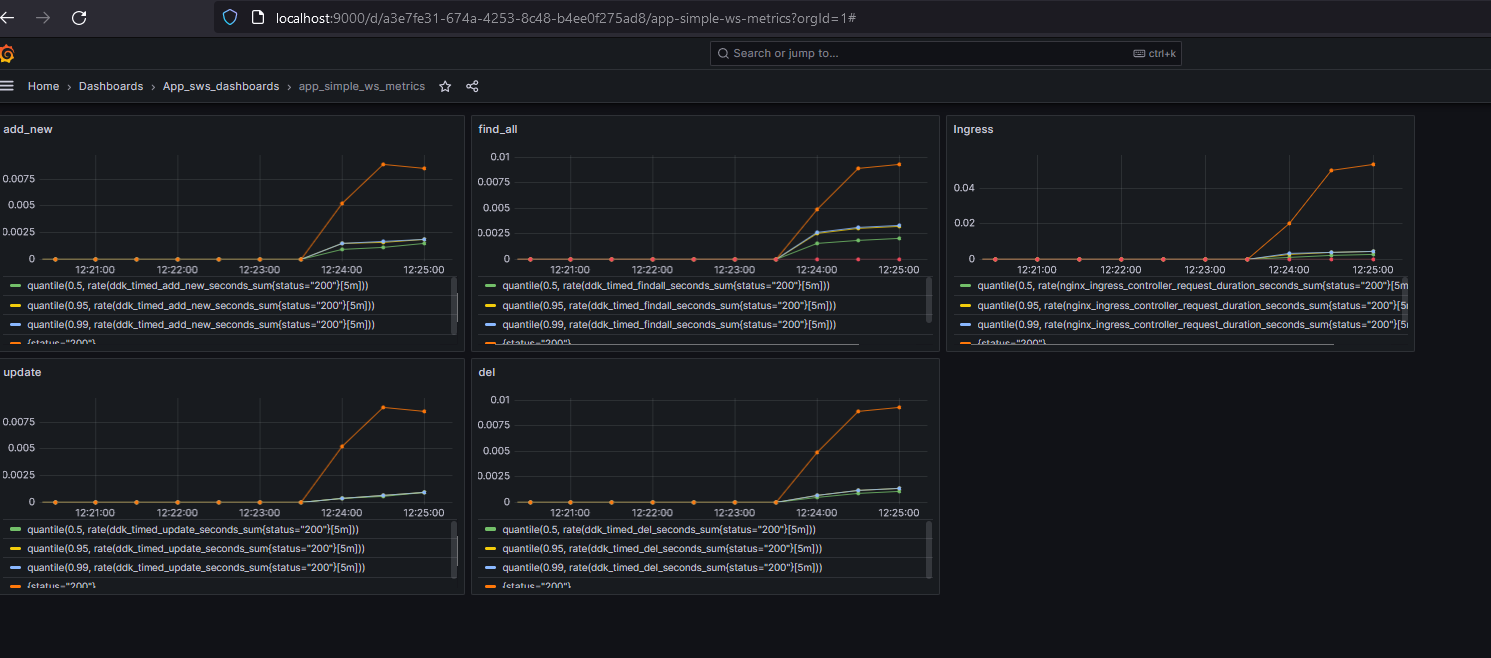 localhost:9000/d/a3e7fe31-674a-4253-8c48-b4ee0f275ad8/app-simple-ws-metrics?orgId=1#
Search or jump to...
ctrl+k
Home › Dashboards › App_sws_dashboards › app_simple_ws_metrics
add_new
0.0075
0.005
0.0025
0
12:21:00 12:22:00 12:23:00 12:24:00 12:25:00
quantile(0.5, rate(ddk_timed_add_new_seconds_sum{status="200"}[5m]))
quantile(0.95, rate(ddk_timed_add_new_seconds_sum{status="200"}[5m]))
quantile(0.99, rate(ddk_timed_add_new_seconds_sum{status="200"}[5m]))
{status="200"}
find_all
0.01
0.0075
0.005
0.0025
0
12:21:00 12:22:00 12:23:00 12:24:00 12:25:00
quantile(0.5, rate(ddk_timed_findall_seconds_sum{status="200"}[5m]))
quantile(0.95, rate(ddk_timed_findall_seconds_sum{status="200"}[5m]))
quantile(0.99, rate(ddk_timed_findall_seconds_sum{status="200"}[5m]))
{status="200"}
Ingress
0.04
0.02
0
12:21:00 12:22:00 12:23:00 12:24:00 12:25:00
quantile(0.5, rate(nginx_ingress_controller_request_duration_seconds_sum{status="200"}[5m
quantile(0.95, rate(nginx_ingress_controller_request_duration_seconds_sum{status="200"}[5
quantile(0.99, rate(nginx_ingress_controller_request_duration_seconds_sum{status="200"}[5
{status="200"}
update
0.0075
0.005
0.0025
0
12:21:00 12:22:00 12:23:00 12:24:00 12:25:00
quantile(0.5, rate(ddk_timed_update_seconds_sum{status="200"}[5m]))
quantile(0.95, rate(ddk_timed_update_seconds_sum{status="200"}[5m]))
quantile(0.99, rate(ddk_timed_update_seconds_sum{status="200"}[5m]))
{status="200"}
del
0.01
0.0075
0.005
0.0025
0
12:21:00 12:22:00 12:23:00 12:24:00 12:25:00
quantile(0.5, rate(ddk_timed_del_seconds_sum{status="200"}[5m]))
quantile(0.95, rate(ddk_timed_del_seconds_sum{status="200"}[5m]))
quantile(0.99, rate(ddk_timed_del_seconds_sum{status="200"}[5m]))
{status="200"}